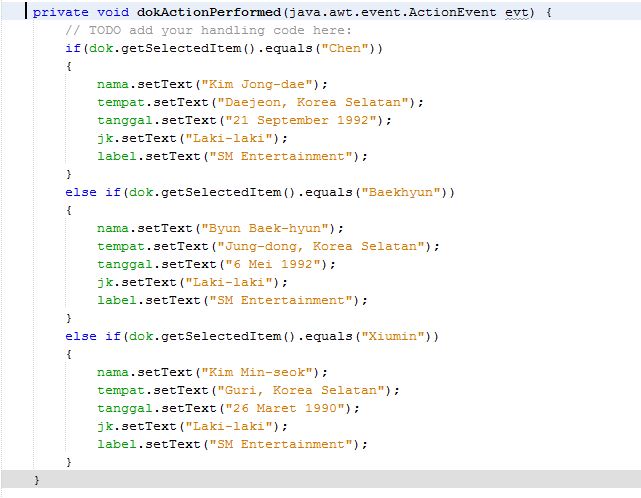 private void dokActionPerformed(java.awt.event.ActionEvent evt) {
    // TODO add your handling code here:
    if(dok.getSelectedItem().equals("Chen"))
    {
        nama.setText("Kim Jong-dae");
        tempat.setText("Daejeon, Korea Selatan");
        tanggal.setText("21 September 1992");
        jk.setText("Laki-laki");
        label.setText("SM Entertainment");
    }
    else if(dok.getSelectedItem().equals("Baekhyun"))
    {
        nama.setText("Byun Baek-hyun");
        tempat.setText("Jung-dong, Korea Selatan");
        tanggal.setText("6 Mei 1992");
        jk.setText("Laki-laki");
        label.setText("SM Entertainment");
    }
    else if(dok.getSelectedItem().equals("Xiumin"))
    {
        nama.setText("Kim Min-seok");
        tempat.setText("Guri, Korea Selatan");
        tanggal.setText("26 Maret 1990");
        jk.setText("Laki-laki");
        label.setText("SM Entertainment");
    }
}